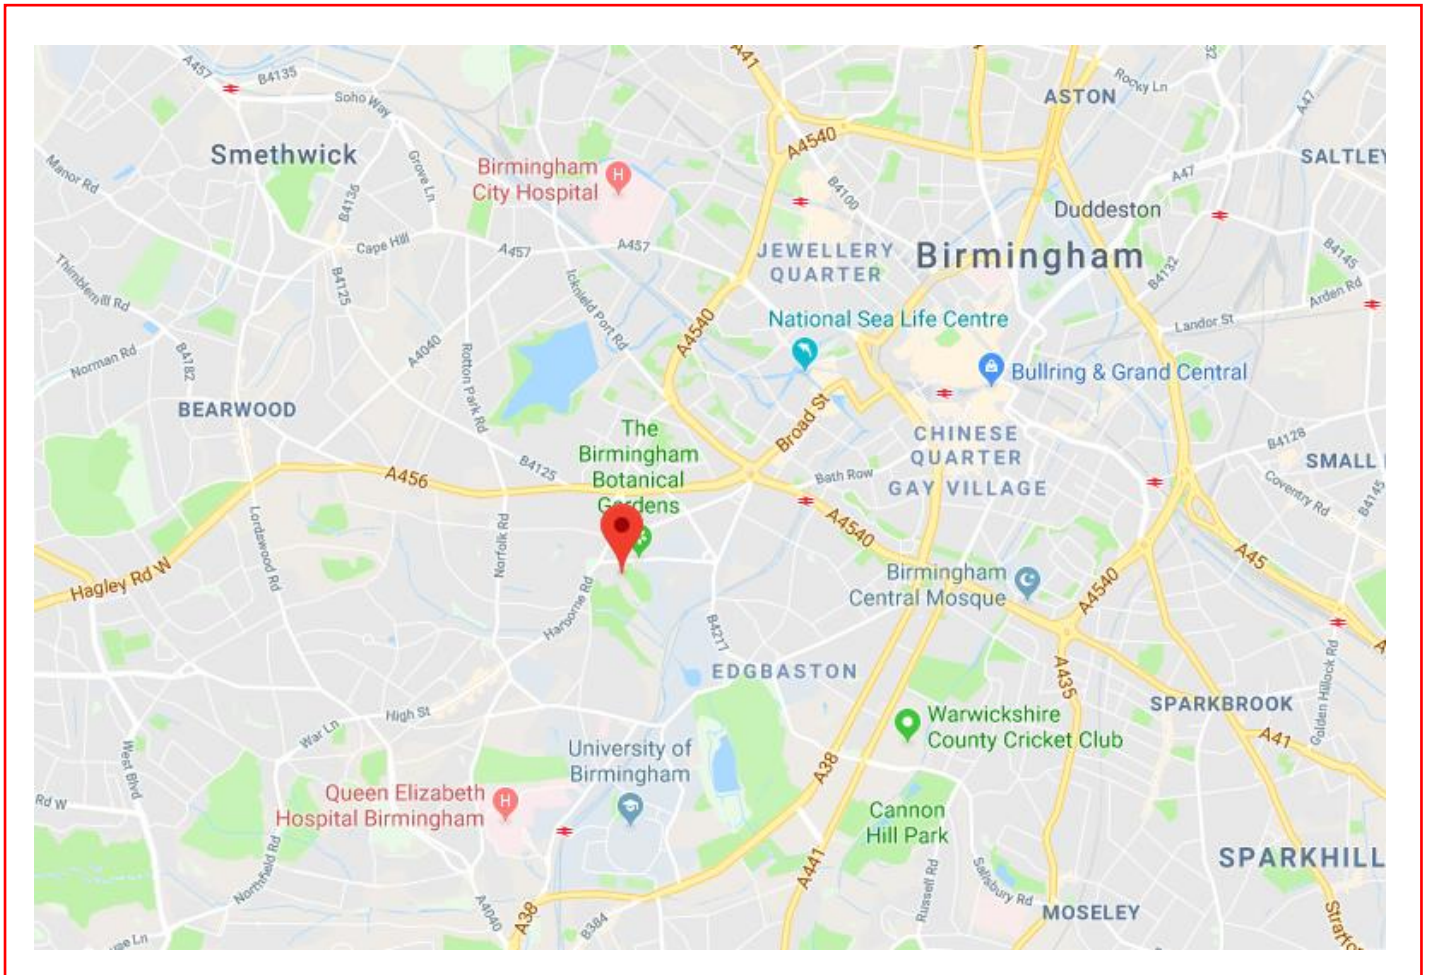 A457
B4135
A41
32
Rocky Ln
ASTON
A47
Soho Way
A4540
Smethwick
Manor Rd
Grove Ln
Birmingham
City Hospital
SALTLEY
A47
B4136
B4100
Duddeston
Cape Hill
A457
A457
JEWELLERY
QUARTER
Birmingham
B4145
Thimblemill Rd
B4125
Icknield Port Rd
B4132
Arden Rd
National Sea Life Centre
Landor St
A4540
Norman Rd
B4782
A4040
Rotton Park Rd
Bullring & Grand Central
BEARWOOD
Broad St
The
Birmingham
Botanical
Gardens
CHINESE
QUARTER
B4128
SMALL
A456
B4125
Bath Row
GAY VILLAGE
Coventry Rd
B4145
Lordswood Rd
Norfolk Rd
A4540
A45
Hagley Rd W
Birmingham
Central Mosque
A4540
Harborne Rd
B4217
EDGBASTON
A435
Golden Hillock Rd
SPARKBROOK
High St
War Ln
Warwickshire
County Cricket Club
A41
West Blvd
University of
Birmingham
A38
Rd W
Queen Elizabeth
Hospital Birmingham
Cannon
Hill Park
Northfield Rd
A441
SPARKHILL
Russell Rd
Salisbury Rd
A4040
A38
B384
MOSELEY
use Ln